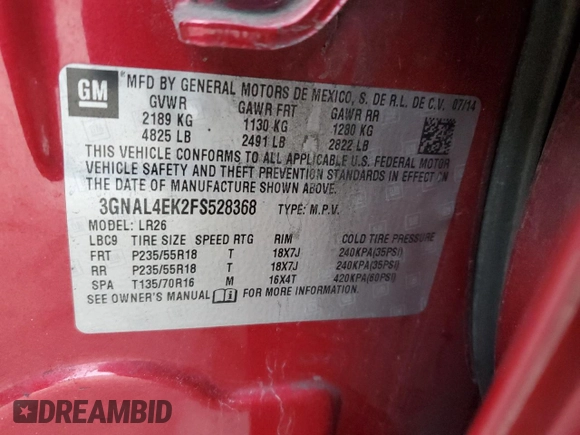 GM
MFD BY GENERAL MOTORS DE MEXICO, S. DE R.L. DE C.V. 07/14
GVWR GAWR FRT GAWR RR
2189 KG 1130 KG 1280 KG
4825 LB 2491 LB 2822 LB
THIS VEHICLE CONFORMS TO ALL APPLICABLE U.S. FEDERAL MOTOR
VEHICLE SAFETY AND THEFT PREVENTION STANDARDS IN EFFECT ON
THE DATE OF MANUFACTURE SHOWN ABOVE.
3GNAL4EK2FS528368 TYPE: M.P.V.
MODEL: LR26
LBC9 TIRE SIZE SPEED RTG RIM COLD TIRE PRESSURE
FRT P235/55R18 T 18X7J 240KPA(35PSI)
RR P235/55R18 T 18X7J 240KPA(35PSI)
SPA T135/70R16 M 16X4T 420KPA(60PSI)
SEE OWNER'S MANUAL FOR MORE INFORMATION.
DREAMBID